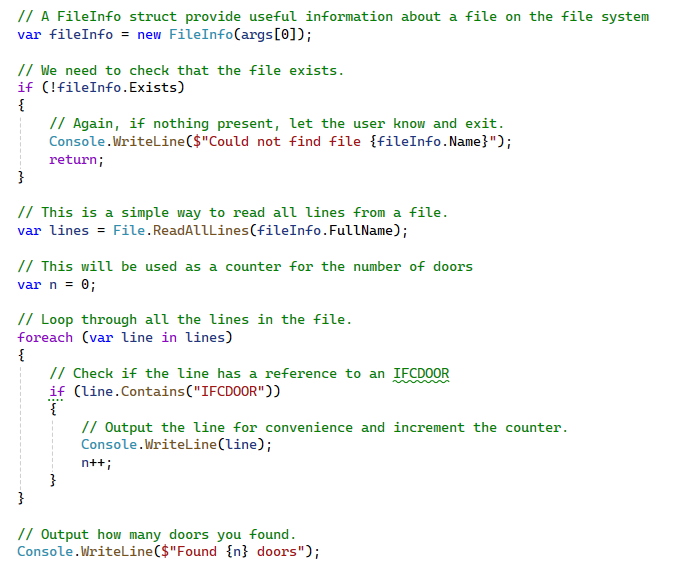 // A FileInfo struct provide useful information about a file on the file system
var fileInfo = new FileInfo(args[0]);

// We need to check that the file exists.
if (!fileInfo.Exists)
{
    // Again, if nothing present, let the user know and exit.
    Console.WriteLine($"Could not find file {fileInfo.Name}");
    return;
}

// This is a simple way to read all lines from a file.
var lines = File.ReadAllLines(fileInfo.FullName);

// This will be used as a counter for the number of doors
var n = 0;

// Loop through all the lines in the file.
foreach (var line in lines)
{
    // Check if the line has a reference to an IFCDOOR
    if (line.Contains("IFCDOOR"))
    {
        // Output the line for convenience and increment the counter.
        Console.WriteLine(line);
        n++;
    }
}

// Output how many doors you found.
Console.WriteLine($"Found {n} doors");